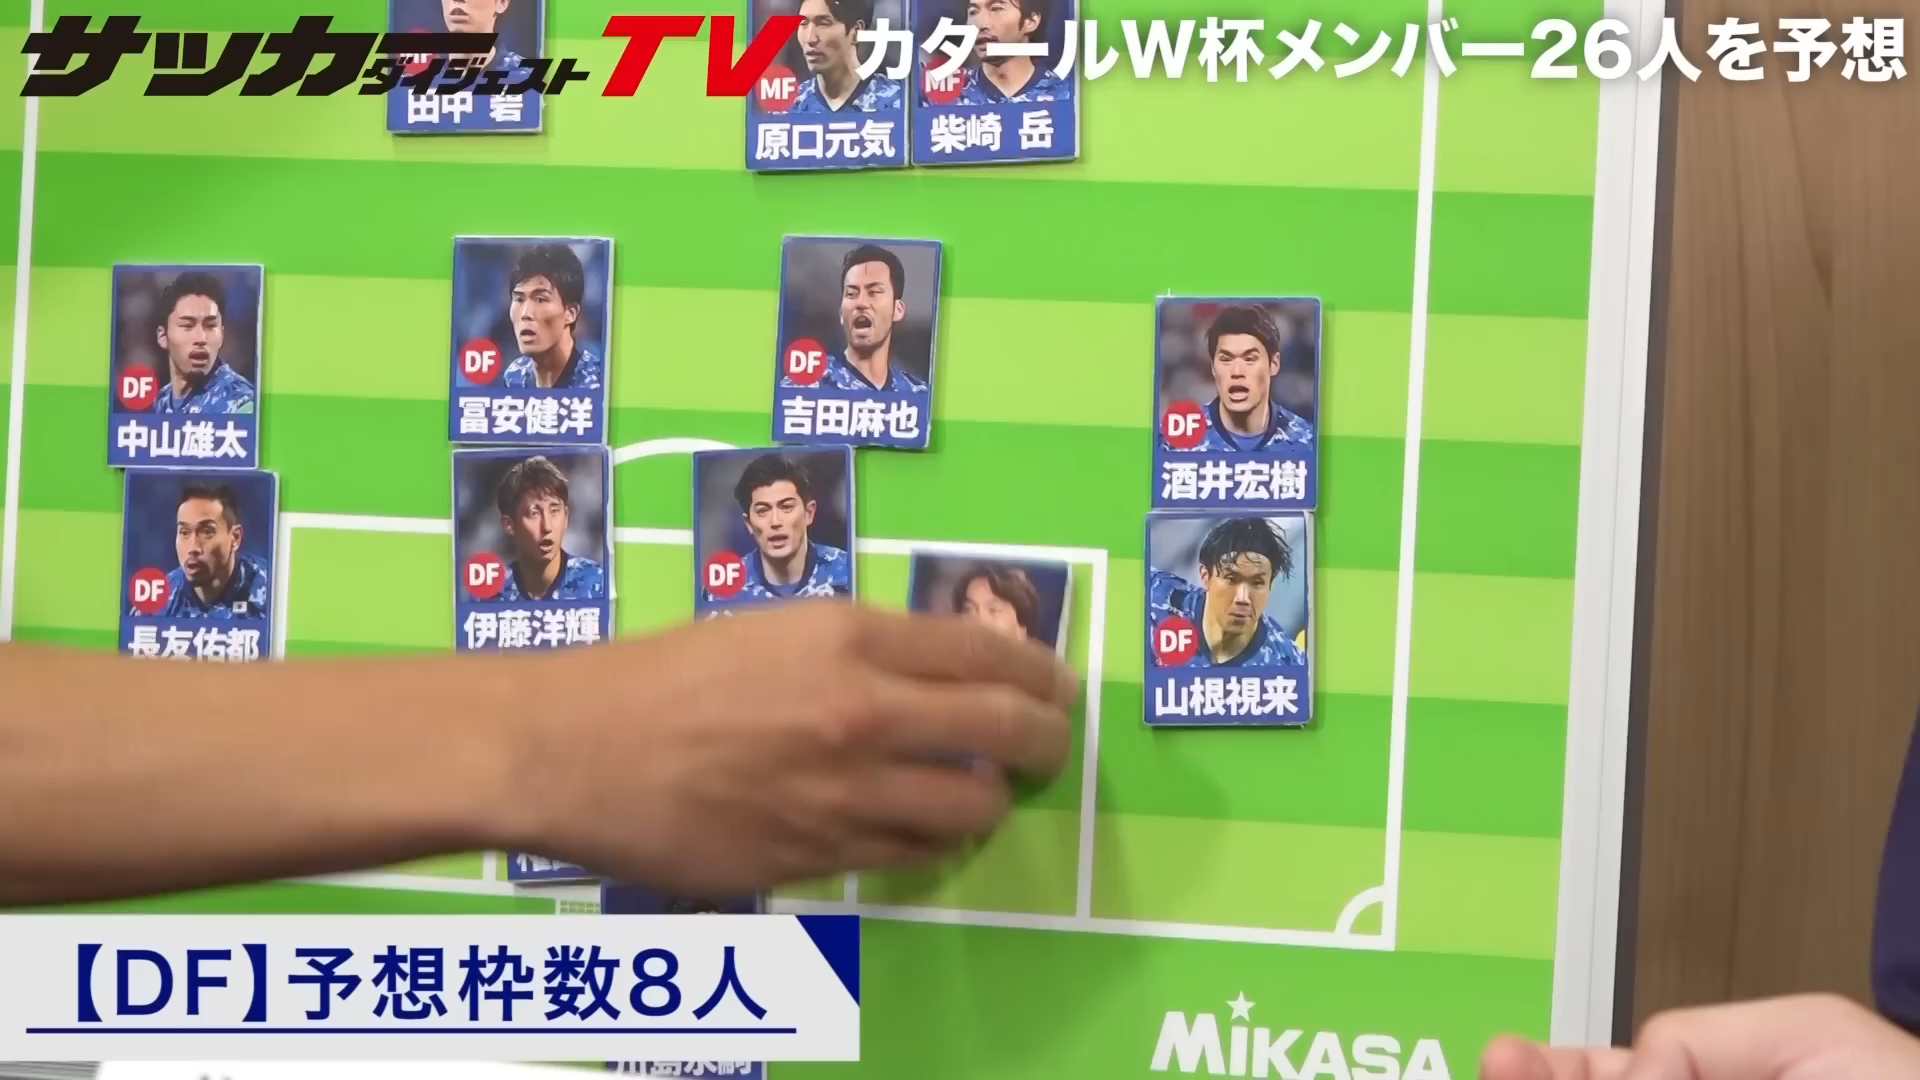 サッカーダイジェストTV
カタールW杯メンバー26人を予想
田中 碧
MF
原口元気
MF
柴崎 岳
DF
中山雄太
DF
冨安健洋
DF
吉田麻也
DF
酒井宏樹
DF
長友佑都
DF
伊藤洋輝
DF
DF
山根視来
【DF】予想枠数8人
川島永嗣
MIKASA